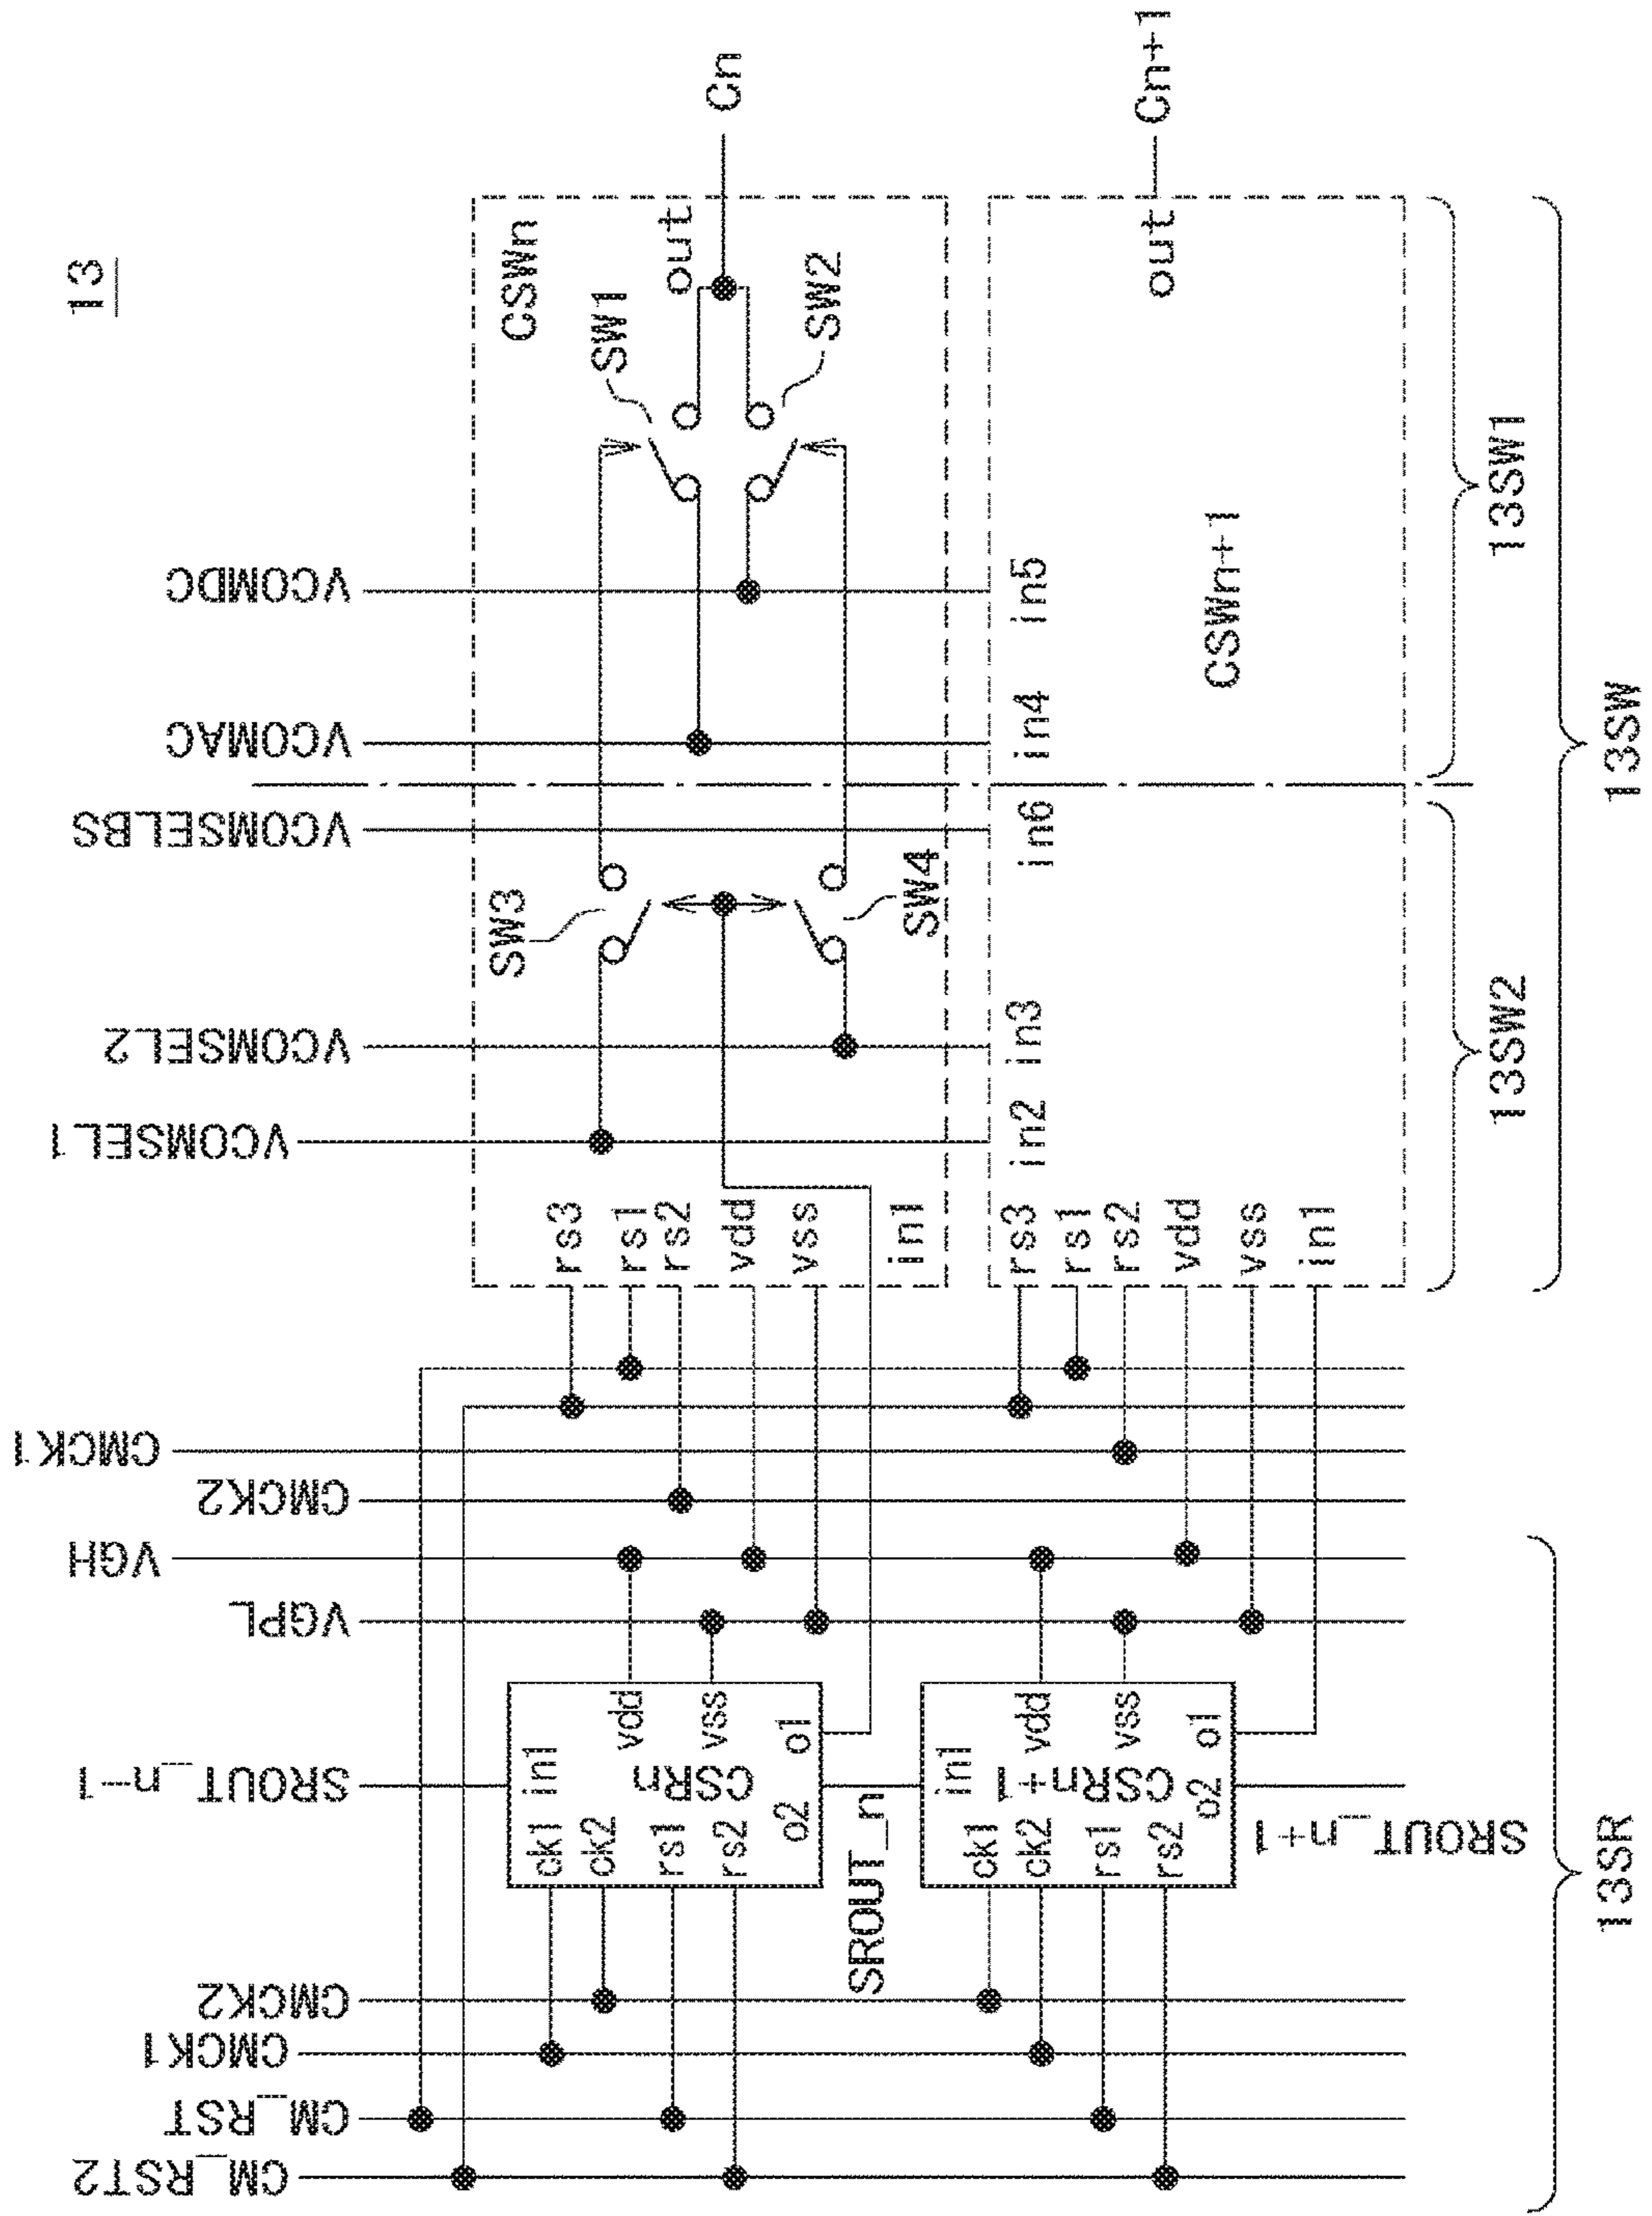 13
CM_RST2
CM_RST
CMCK1
CMCK2
SROUT_n-1
VGPL
VGH
CMCK2
CMCK1
VCOMSEL1
VCOMSEL2
VCOMSELBS
VCOMAC
VCOMDC
ck1
ck2
rs1
rs2
in1
CSRn
vdd
vss
o2
o1
SROUT_n
ck1
ck2
rs1
rs2
in1
CSRn+1
vdd
vss
o2
o1
SROUT_n+1
rs3
rs1
rs2
vdd
vss
in1
SW3
SW4
SW1
SW2
CSWn
out
Cn
rs3
rs1
rs2
vdd
vss
in1
in2
in3
in6
in4
in5
CSWn+1
out
Cn+1
13SW2
13SW1
13SR
13SW